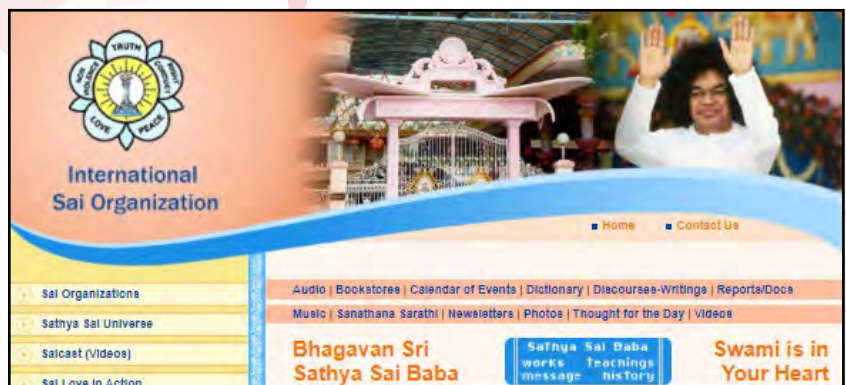 TRUTH
RIGHT CONDUCT
PEACE
LOVE
NON VIOLENCE
International
Sai Organization
Home
Contact Us
Sai Organizations
Sathya Sai Universe
Saicast (Videos)
Sai Love in Action
Audio | Bookstores | Calendar of Events | Dictionary | Discourses-Writings | Reports/Docs
Music | Sanathana Sarathi | Newsletters | Photos | Thought for the Day | Videos
Bhagavan Sri
Sathya Sai Baba
Sathya Sai Baba
works teachings
message history
Swami is in
Your Heart